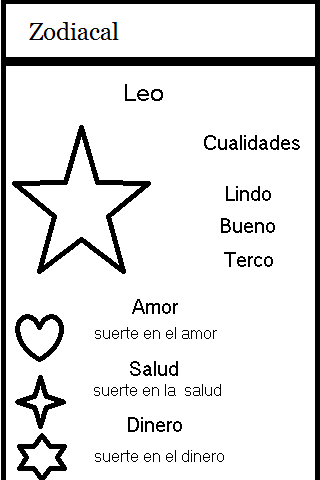 Zodiacal
Leo
Cualidades
Lindo
Bueno
Terco
Amor
suerte en el amor
Salud
suerte en la  salud
Dinero
suerte en el dinero